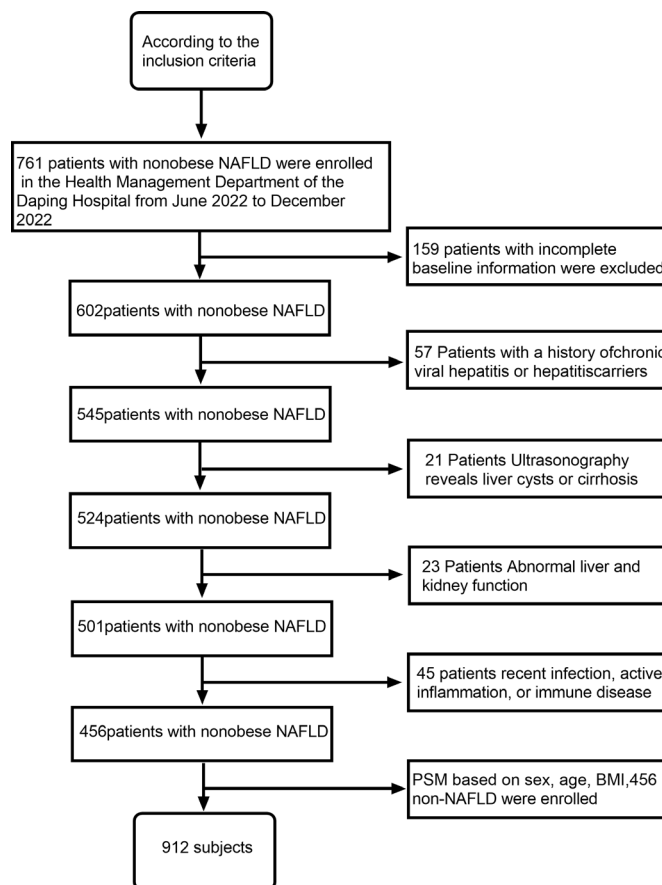 According to the
inclusion criteria
761 patients with nonobese NAFLD were enrolled
in the Health Management Department of the
Daping Hospital from June 2022 to December
2022
159 patients with incomplete
baseline information were excluded
602patients with nonobese NAFLD
57 Patients with a history ofchronic
viral hepatitis or hepatitiscarriers
545patients with nonobese NAFLD
21 Patients Ultrasonography
reveals liver cysts or cirrhosis
524patients with nonobese NAFLD
23 Patients Abnormal liver and
kidney function
501patients with nonobese NAFLD
45 patients recent infection, active
inflammation, or immune disease
456patients with nonobese NAFLD
PSM based on sex, age, BMI,456
non-NAFLD were enrolled
912 subjects